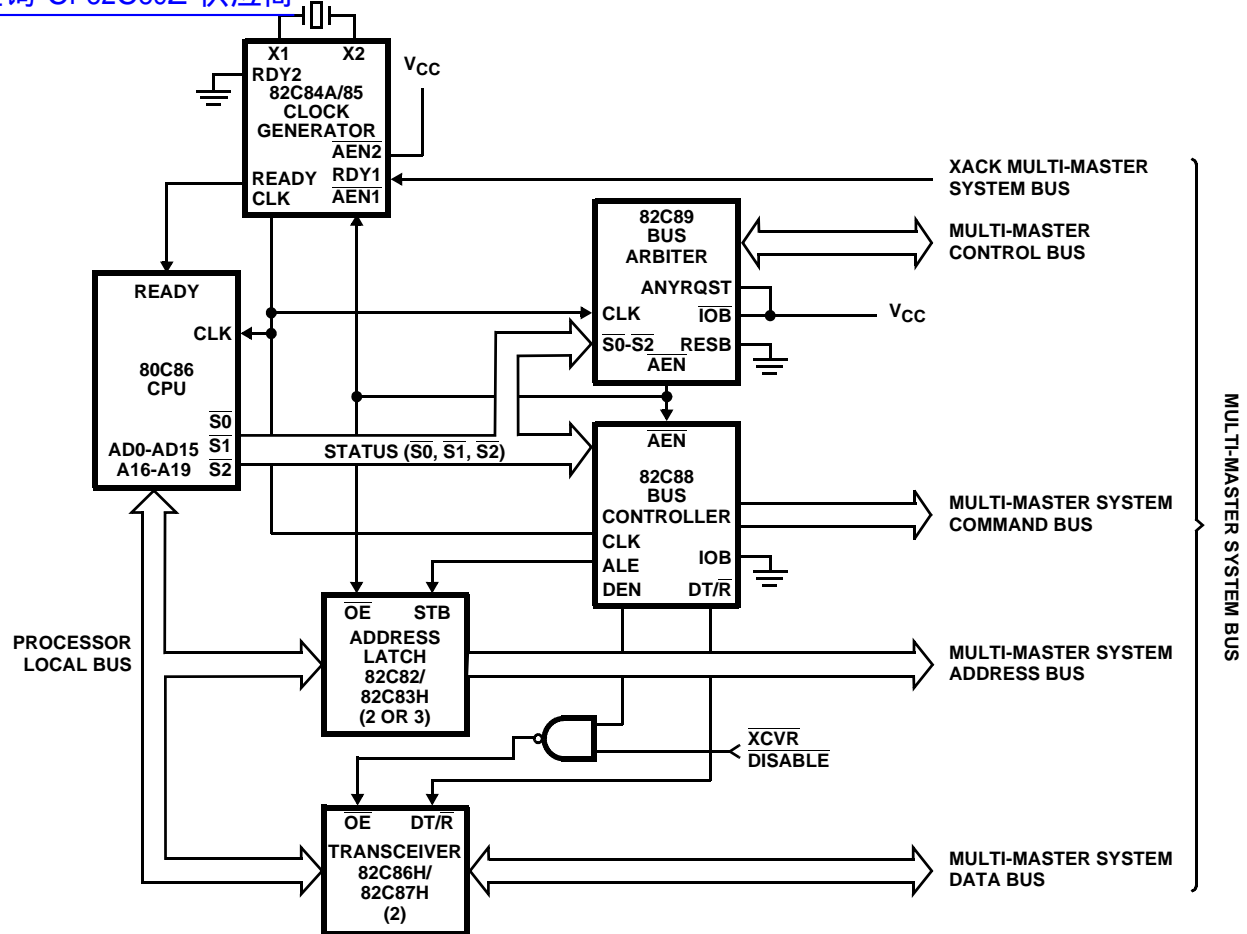 CP82C86Z 供应商
X1 X2
RDY2
82C84A/85
CLOCK
GENERATOR
AEN2
RDY1
AEN1
READY
CLK
VCC
XACK MULTI-MASTER
SYSTEM BUS
82C89
BUS
ARBITER
ANYRQST
CLK
IOB
S0-S2
RESB
AEN
VCC
MULTI-MASTER
CONTROL BUS
READY
CLK
80C86
CPU
S0
AD0-AD15
S1
A16-A19
S2
STATUS (S0, S1, S2)
AEN
82C88
BUS
CONTROLLER
CLK
ALE
IOB
DEN
DT/R
MULTI-MASTER SYSTEM
COMMAND BUS
PROCESSOR
LOCAL BUS
OE STB
ADDRESS
LATCH
82C82/
82C83H
(2 OR 3)
MULTI-MASTER SYSTEM
ADDRESS BUS
XCVR
DISABLE
OE DT/R
TRANSCEIVER
82C86H/
82C87H
(2)
MULTI-MASTER SYSTEM
DATA BUS
MULTI-MASTER SYSTEM BUS